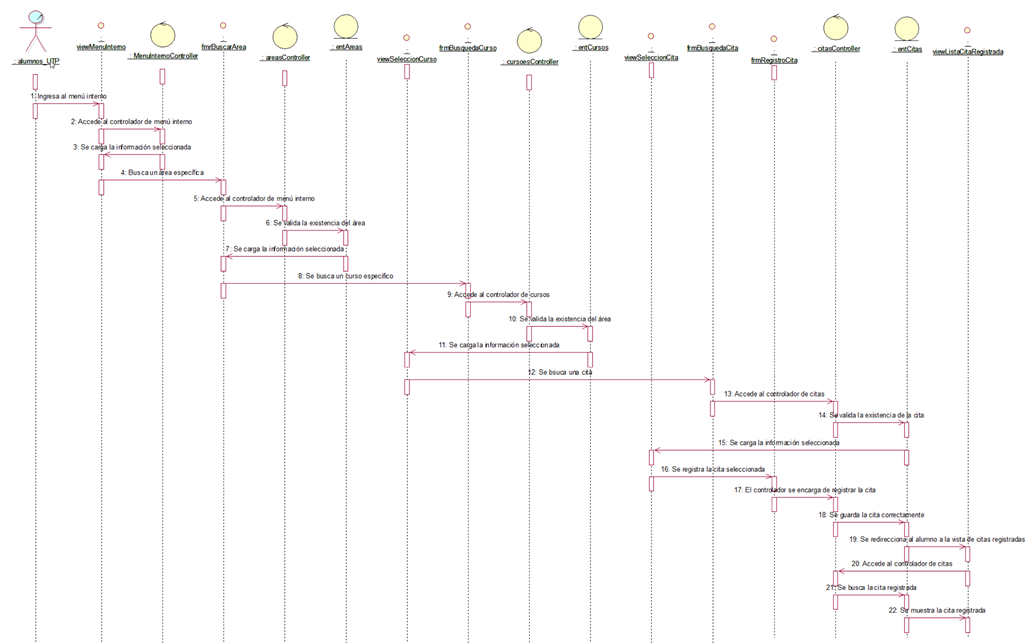 : alumnos_UTP
viewMenuInterno
: MenuInternoController
frmBuscarArea
: areasController
: entAreas
viewSeleccionCurso
frmBusquedaCurso
: cursoesController
: entCursos
viewSeleccionCita
frmBusquedaCita
frmRegistroCita
: citasController
: entCitas
viewListaCitaRegistrada
1: Ingresa al menú interno
2: Accede al controlador de menú interno
3: Se carga la información seleccionada
4: Busca un área específica
5: Accede al controlador de menú interno
6: Se valida la existencia del área
7: Se carga la información seleccionada
8: Se busca un curso específico
9: Accede al controlador de cursos
10: Se valida la existencia del área
11: Se carga la información seleccionada
12: Se bsuca una cita
13: Accede al controlador de citas
14: Se valida la existencia de la cita
15: Se carga la información seleccionada
16: Se registra la cita seleccionada
17: El controlador se encarga de registrar la cita
18: Se guarda la cita correctamente
19: Se redirecciona al alumno a la vista de citas registradas
20: Accede al controlador de citas
21: Se busca la cita registrada
22: Se muestra la cita registrada